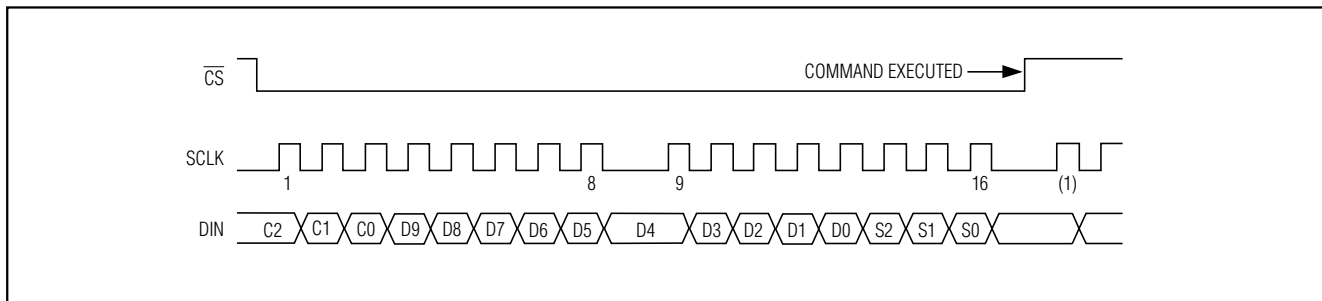 CS COMMAND EXECUTED
SCLK
1 8 9 16 (1)
DIN C2 C1 C0 D9 D8 D7 D6 D5 D4 D3 D2 D1 D0 S2 S1 S0